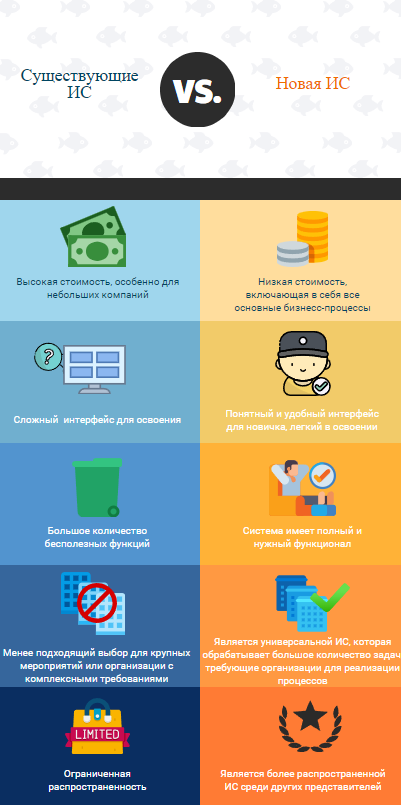 Существующие
ИС
VS.
Новая ИС
Высокая стоимость, особенно для
небольших компаний
Низкая стоимость,
включающая в себя все
основные бизнесс-процессы
?
Сложный интерфейс для освоения
Понятный и удобный интерфейс
для новичка, легкий в освоении
Большое количество
бесполезных функций
Система имеет полный и
нужный функционал
Менее подходящий выбор для крупных
мероприятий или организации с
комплексными требованиями
Является универсальной ИС, которая
обрабатывает большое количество задач
требующие организации для реализации
процессов
LIMITED
Ограниченная
распространенность
Является более распространенной
ИС среди других представителей